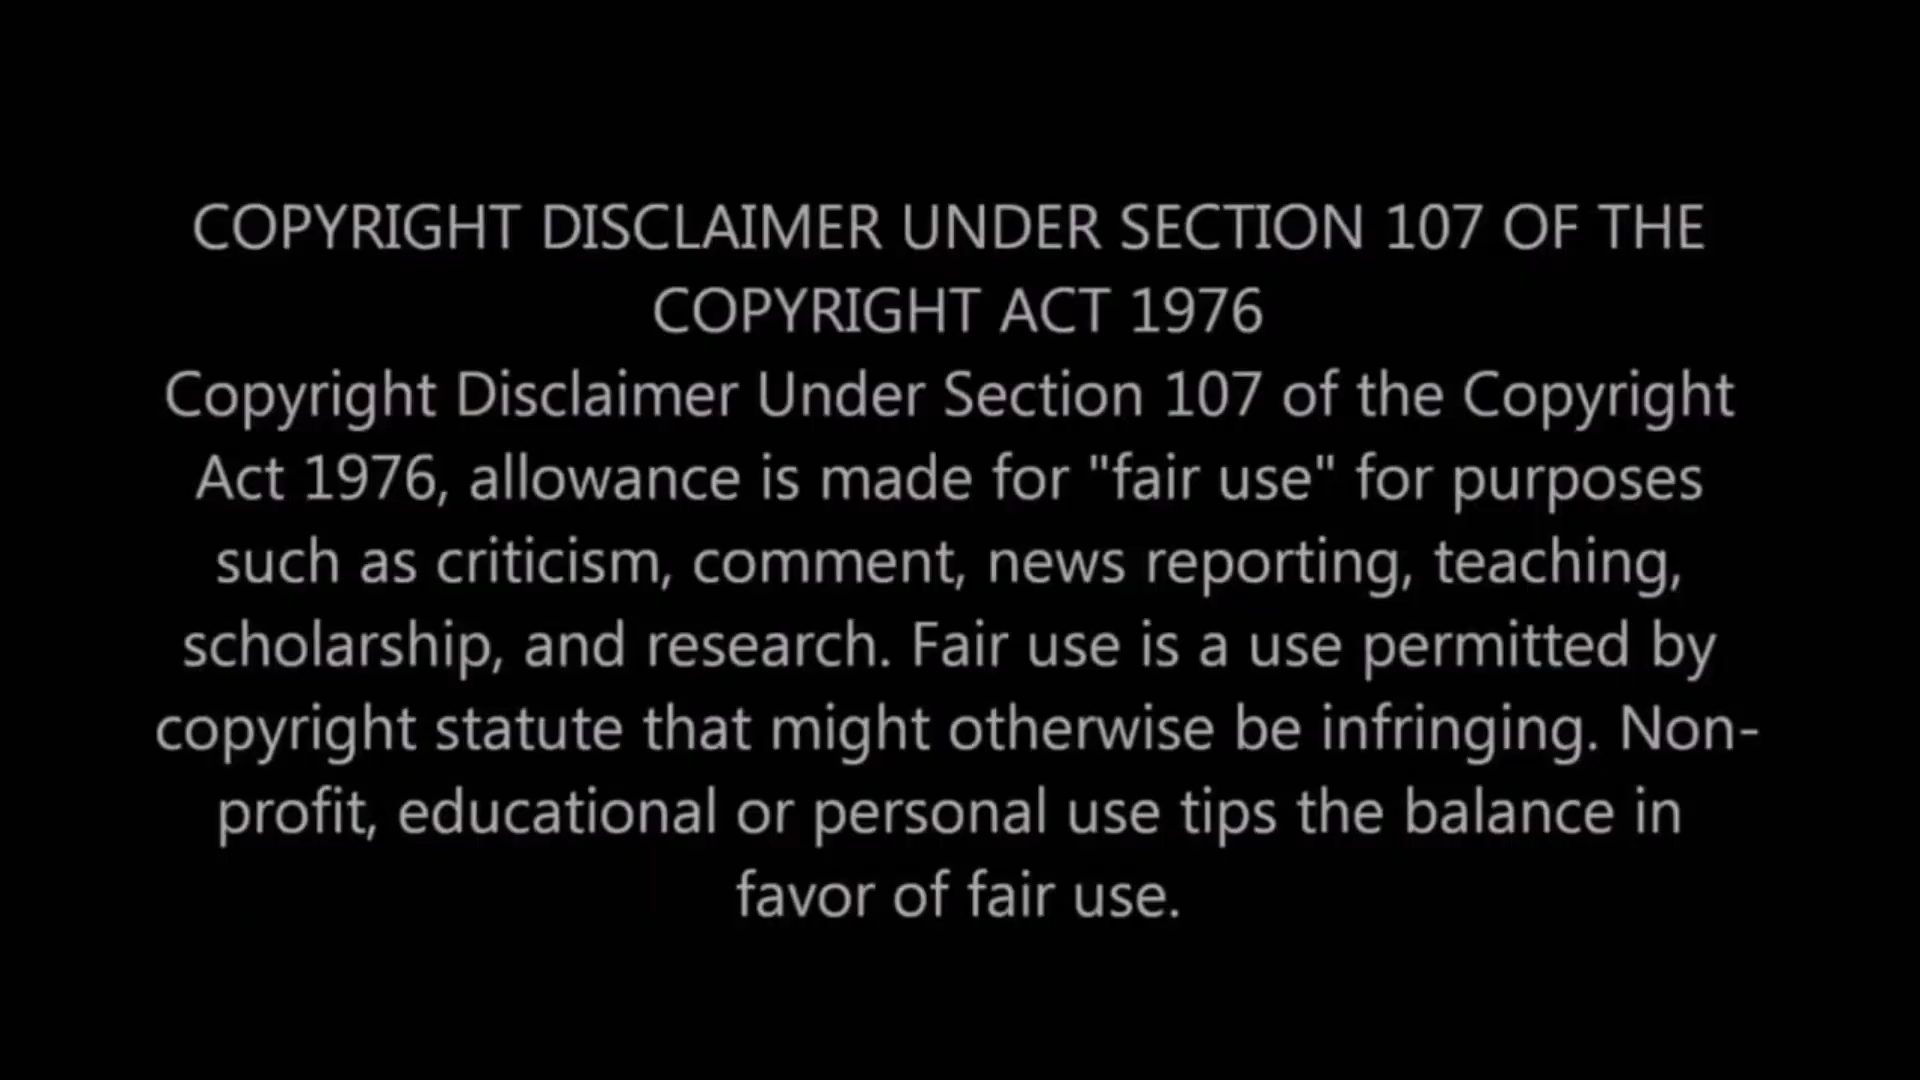 COPYRIGHT DISCLAIMER UNDER SECTION 107 OF THE
COPYRIGHT ACT 1976
Copyright Disclaimer Under Section 107 of the Copyright
Act 1976, allowance is made for "fair use" for purposes
such as criticism, comment, news reporting, teaching,
scholarship, and research. Fair use is a use permitted by
copyright statute that might otherwise be infringing. Non-
profit, educational or personal use tips the balance in
favor of fair use.